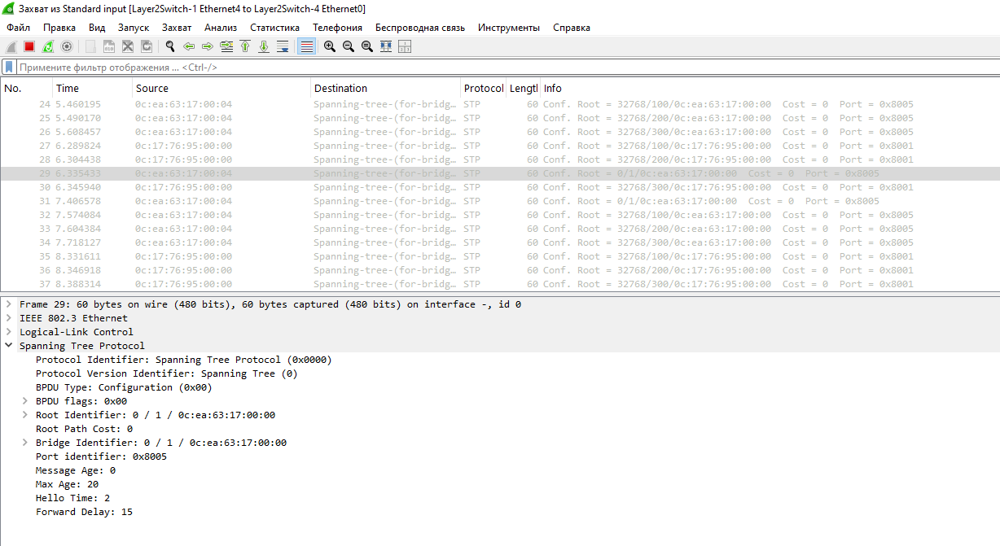 Захват из Standard input [Layer2Switch-1 Ethernet4 to Layer2Switch-4 Ethernet0]
Файл Правка Вид Запуск Захват Анализ Статистика Телефония Беспроводная связь Инструменты Справка
Примените фильтр отображения ... <Ctrl-/>
No. Time Source Destination Protocol Lengtl Info
24 5.460195 0c:ea:63:17:00:04 Spanning-tree-(for-bridg… STP 60 Conf. Root = 32768/100/0c:ea:63:17:00:00 Cost = 0 Port = 0x8005
25 5.490170 0c:ea:63:17:00:04 Spanning-tree-(for-bridg… STP 60 Conf. Root = 32768/200/0c:ea:63:17:00:00 Cost = 0 Port = 0x8005
26 5.608457 0c:ea:63:17:00:04 Spanning-tree-(for-bridg… STP 60 Conf. Root = 32768/300/0c:ea:63:17:00:00 Cost = 0 Port = 0x8005
27 6.289824 0c:17:76:95:00:00 Spanning-tree-(for-bridg… STP 60 Conf. Root = 32768/100/0c:17:76:95:00:00 Cost = 0 Port = 0x8001
28 6.304438 0c:17:76:95:00:00 Spanning-tree-(for-bridg… STP 60 Conf. Root = 32768/200/0c:17:76:95:00:00 Cost = 0 Port = 0x8001
29 6.335433 0c:ea:63:17:00:04 Spanning-tree-(for-bridg… STP 60 Conf. Root = 0/1/0c:ea:63:17:00:00 Cost = 0 Port = 0x8005
30 6.345940 0c:17:76:95:00:00 Spanning-tree-(for-bridg… STP 60 Conf. Root = 32768/300/0c:17:76:95:00:00 Cost = 0 Port = 0x8001
31 7.406578 0c:ea:63:17:00:04 Spanning-tree-(for-bridg… STP 60 Conf. Root = 0/1/0c:ea:63:17:00:00 Cost = 0 Port = 0x8005
32 7.574084 0c:ea:63:17:00:04 Spanning-tree-(for-bridg… STP 60 Conf. Root = 32768/100/0c:ea:63:17:00:00 Cost = 0 Port = 0x8005
33 7.604384 0c:ea:63:17:00:04 Spanning-tree-(for-bridg… STP 60 Conf. Root = 32768/200/0c:ea:63:17:00:00 Cost = 0 Port = 0x8005
34 7.718127 0c:ea:63:17:00:04 Spanning-tree-(for-bridg… STP 60 Conf. Root = 32768/300/0c:ea:63:17:00:00 Cost = 0 Port = 0x8005
35 8.331611 0c:17:76:95:00:00 Spanning-tree-(for-bridg… STP 60 Conf. Root = 32768/100/0c:17:76:95:00:00 Cost = 0 Port = 0x8001
36 8.346918 0c:17:76:95:00:00 Spanning-tree-(for-bridg… STP 60 Conf. Root = 32768/200/0c:17:76:95:00:00 Cost = 0 Port = 0x8001
37 8.388314 0c:17:76:95:00:00 Spanning-tree-(for-bridg… STP 60 Conf. Root = 32768/300/0c:17:76:95:00:00 Cost = 0 Port = 0x8001
Frame 29: 60 bytes on wire (480 bits), 60 bytes captured (480 bits) on interface -, id 0
IEEE 802.3 Ethernet
Logical-Link Control
Spanning Tree Protocol
Protocol Identifier: Spanning Tree Protocol (0x0000)
Protocol Version Identifier: Spanning Tree (0)
BPDU Type: Configuration (0x00)
BPDU flags: 0x00
Root Identifier: 0 / 1 / 0c:ea:63:17:00:00
Root Path Cost: 0
Bridge Identifier: 0 / 1 / 0c:ea:63:17:00:00
Port identifier: 0x8005
Message Age: 0
Max Age: 20
Hello Time: 2
Forward Delay: 15